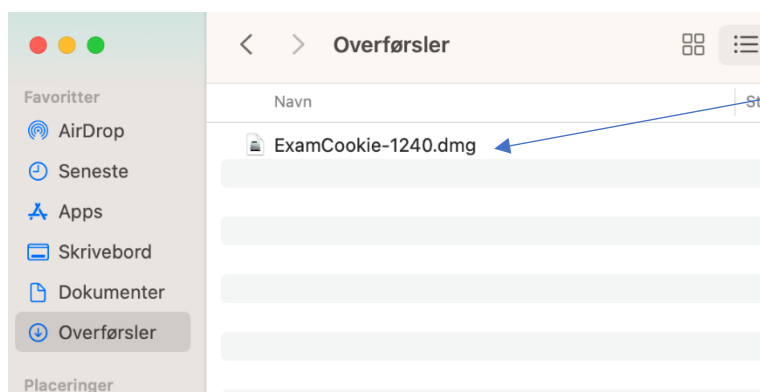 Overførsler
Favoritter
AirDrop
Seneste
Apps
Skrivebord
Dokumenter
Overførsler
Placeringer
Navn
ExamCookie-1240.dmg